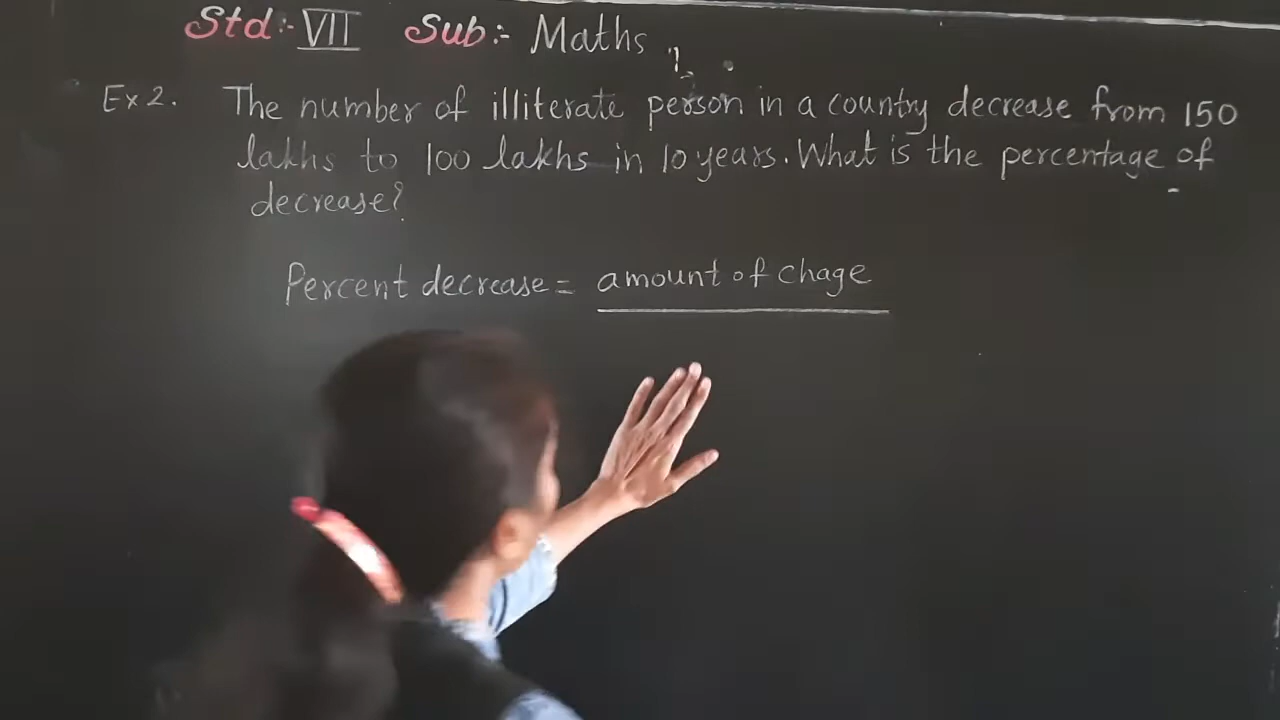 Std:- VII Sub:- Maths
Ex 2. The number of illiterate person in a country decrease from 150
lakhs to 100 lakhs in 10 years. What is the percentage of
decrease?
Percent decrease = amount of chage